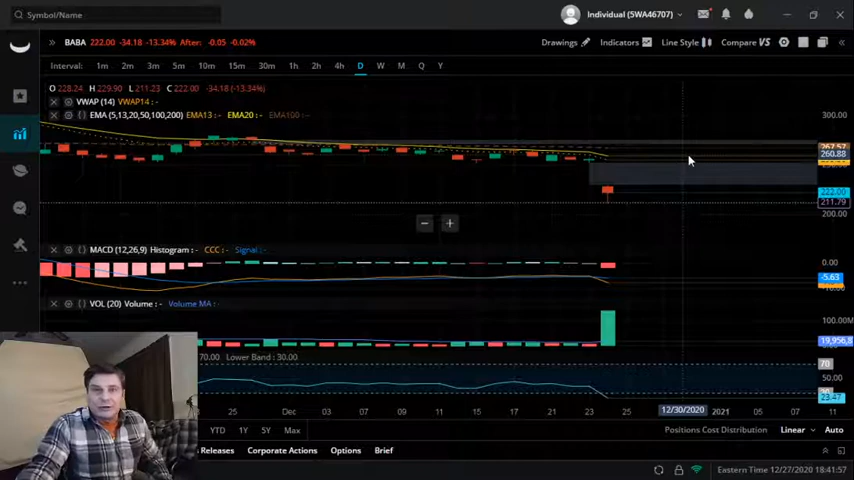 Symbol/Name
Individual (5WA46707)
BABA 222.00 -34.18 -13.34% After: -0.05 -0.02%
Drawings Indicators Line Style Compare VS
Interval: 1m 2m 3m 5m 10m 15m 30m 1h 2h 4h D W M Q Y
O 228.24 H 229.90 L 211.23 C 222.00 -34.18 (-13.34%)
VWAP (14) VWAP14 : -
EMA (5,13,20,50,100,200) EMA13 : - EMA20 : - EMA100 : -
300.00
267.57
260.88
222.00
211.79
200.00
MACD (12,26,9) Histogram : - CCC : - Signal : -
0.00
-5.63
VOL (20) Volume : - Volume MA : -
100.00M
19,956,8
70.00 Lower Band : 30.00
70
50.00
23.47
25 Dec 03 07 09 11 15 17 21 23 25 12/30/2020 2021 05 07 11
YTD 1Y 5Y Max
Positions Cost Distribution Linear Auto
Releases Corporate Actions Options Brief
Eastern Time 12/27/2020 18:41:57